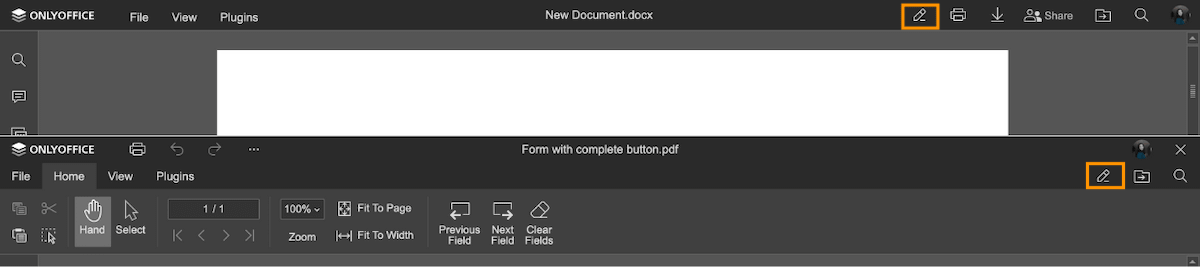 ONLYOFFICE File View Plugins New Document.docx Share
ONLYOFFICE Form with complete button.pdf
File Home View Plugins
Hand Select 1 / 1 100% Fit To Page
Zoom Fit To Width
Previous Field Next Field Clear Fields